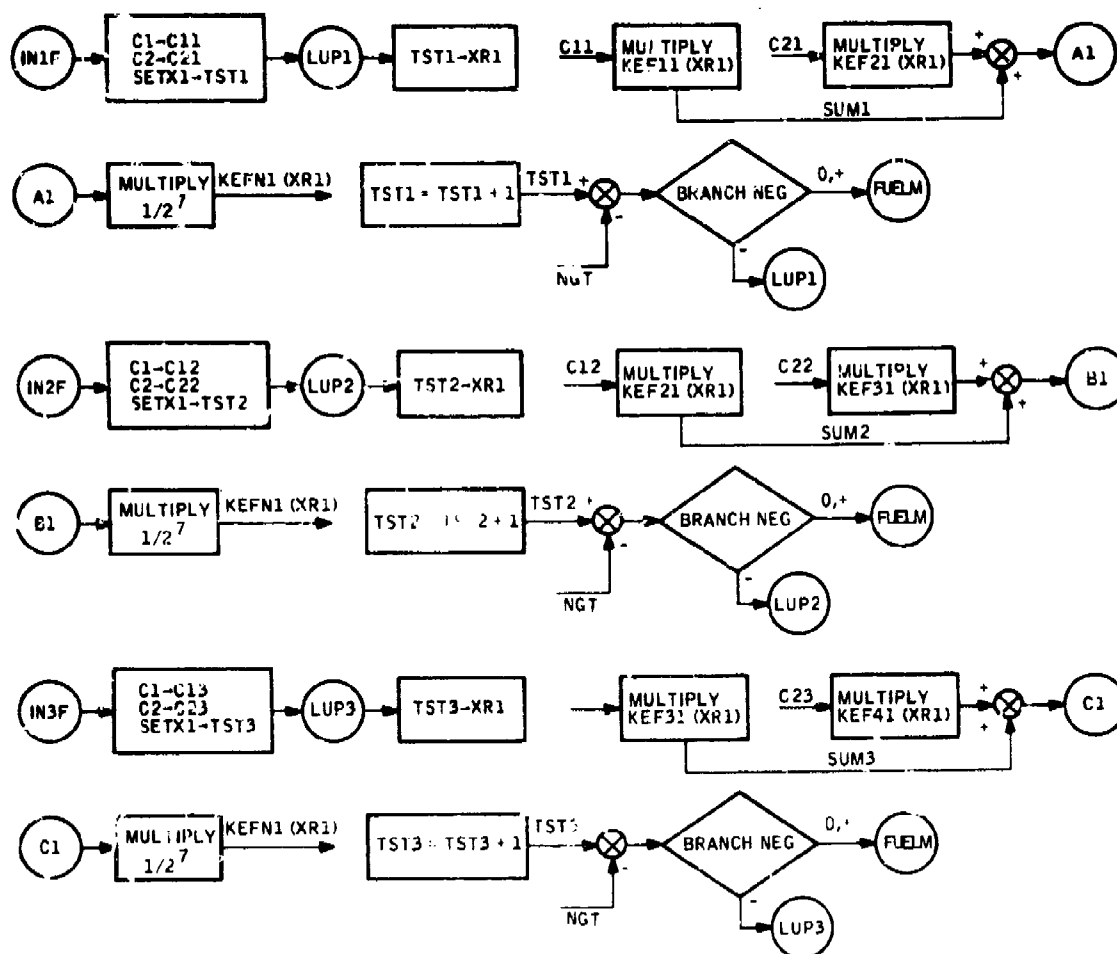 IN1F
C1→C11
C2→C21
SETX1→TST1
LUP1
TST1→XR1
C11
MULTIPLY
KEF11 (XR1)
C21
MULTIPLY
KEF21 (XR1)
+
+
A1
SUM1
A1
MULTIPLY
1/2^7
KEFN1 (XR1)
TST1 = TST1 + 1
TST1 +
-
NGT
BRANCH NEG
0,+
FUELM
-
LUP1
IN2F
C1→C12
C2→C22
SETX1→TST2
LUP2
TST2→XR1
C12
MULTIPLY
KEF21 (XR1)
C22
MULTIPLY
KEF31 (XR1)
+
+
B1
SUM2
B1
MULTIPLY
1/2^7
KEFN1 (XR1)
TST2 2 + 1
TST2 +
-
NGT
BRANCH NEG
0,+
FUELM
-
LUP2
IN3F
C1→C13
C2→C23
SETX1→TST3
LUP3
TST3→XR1
MULTIPLY
KEF31 (XR1)
C23
MULTIPLY
KEF41 (XR1)
+
+
C1
SUM3
C1
MULTIPLY
1/2^7
KEFN1 (XR1)
TST3 = TST3 + 1
TST3
-
NGT
BRANCH NEG
0,+
FUELM
-
LUP3